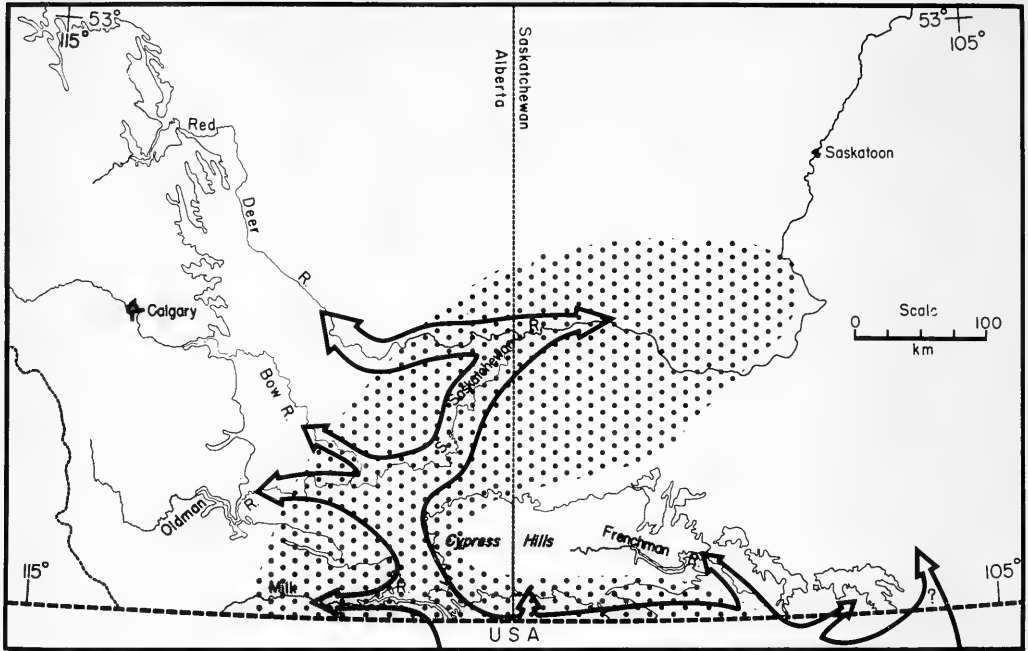 53°
115°
53°
105°
Saskatchewan
Alberta
Red
Deer
R.
Saskatoon
Calgary
Scale
0 100
km
R.
Saskatchewan
S.
Bow R.
Oldman
R.
Cypress Hills
Frenchman
R.
115°
105°
Milk
R.
?
USA